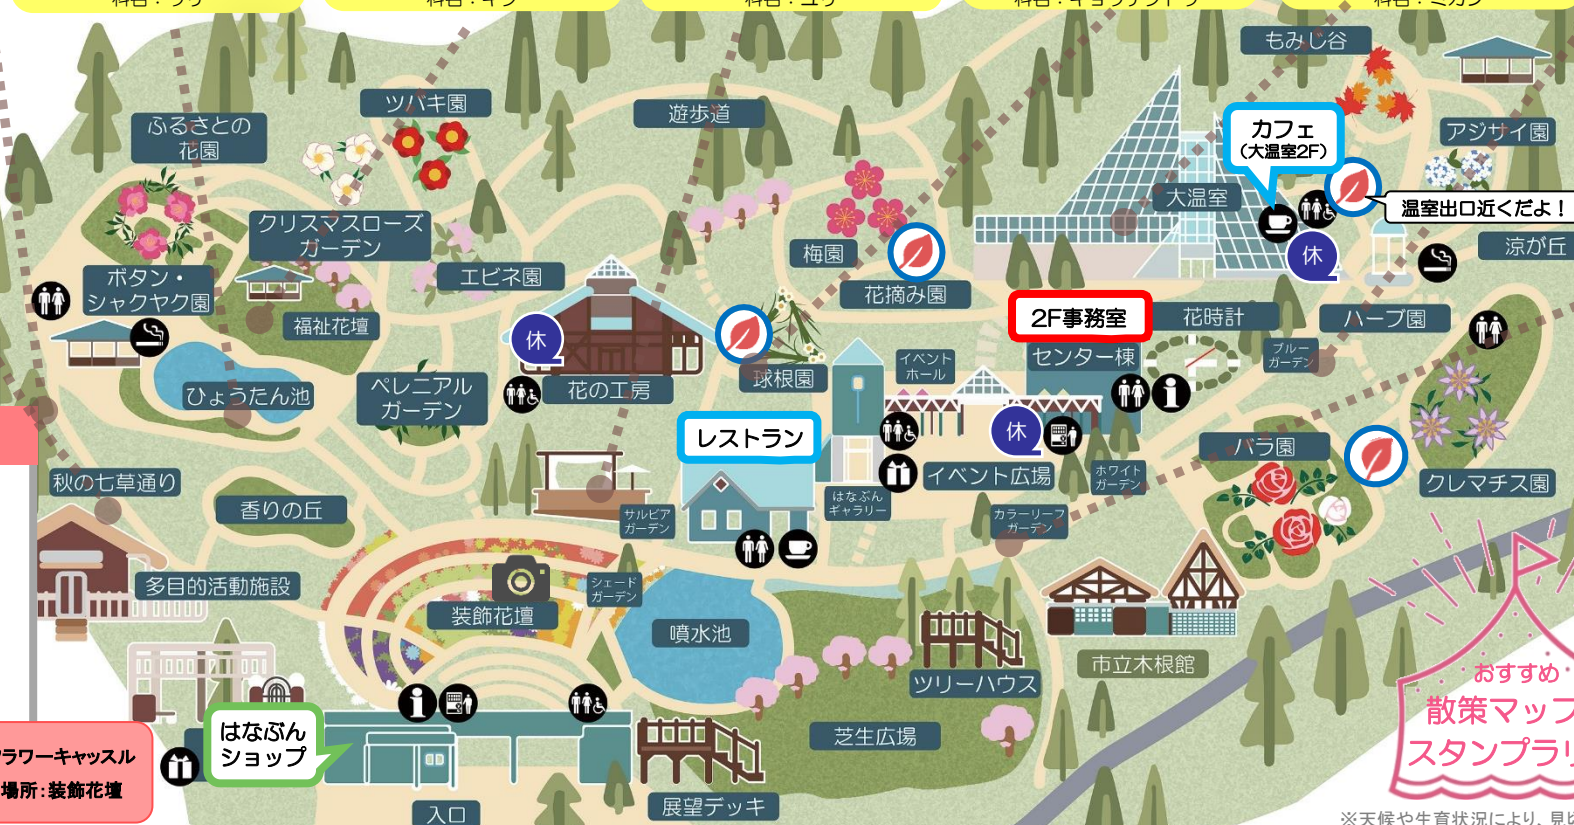 もみじ谷
ツバキ園
遊歩道
ふるさとの
花園
カフェ
(大温室2F)
アジサイ園
大温室
温室出口近くだよ！
クリスマスローズ
ガーデン
梅園
涼が丘
ボタン・
シャクヤク園
エビネ園
花摘み園
福祉花壇
休
休
2F事務室
花時計
ハーブ園
センター棟
イベント
ホール
ブルー
ガーデン
ひょうたん池
ペレニアル
ガーデン
花の工房
球根園
レストラン
休
バラ園
秋の七草通り
イベント広場
ホワイト
ガーデン
クレマチス園
香りの丘
サルビア
ガーデン
はなぶん
ギャラリー
カラーリーフ
ガーデン
多目的活動施設
シェード
ガーデン
装飾花壇
噴水池
市立木根館
ツリーハウス
おすすめ
散策マップ
スタンプラリ
はなぶん
ショップ
芝生広場
ラワーキャッスル
場所:装飾花壇
展望デッキ
入口
※天候や生育状況により、見